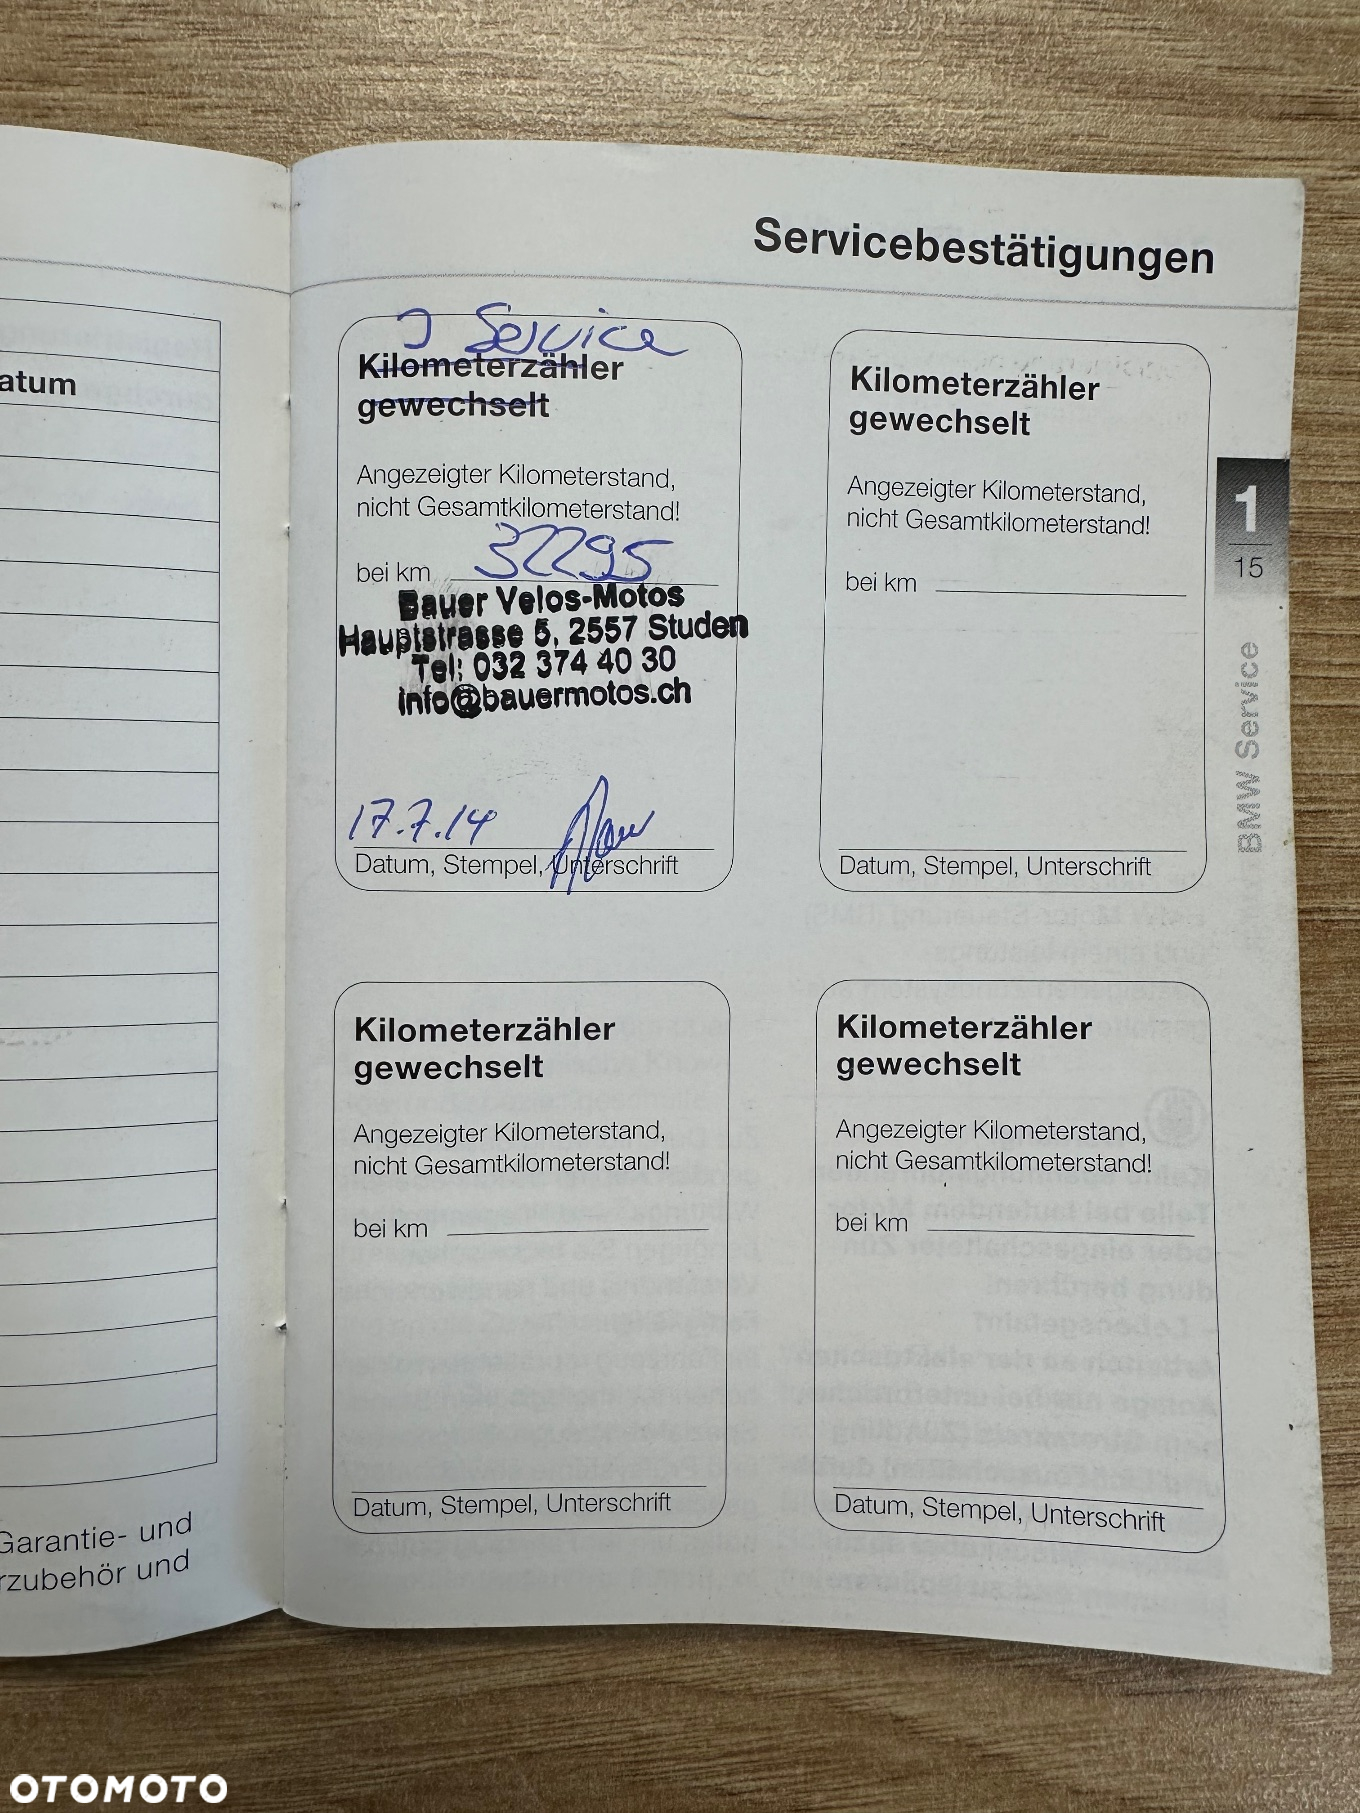 atum
Garantie- und
rzubehör und
Servicebestätigungen
Service
Kilometerzähler
gewechselt
Angezeigter Kilometerstand,
nicht Gesamtkilometerstand!
bei km 32295
Bauer Velos-Motos
Hauptstrasse 5, 2557 Studen
Tel: 032 374 40 30
info@bauermotos.ch
17.7.14
Datum, Stempel, Unterschrift
Kilometerzähler
gewechselt
Angezeigter Kilometerstand,
nicht Gesamtkilometerstand!
bei km
Datum, Stempel, Unterschrift
1
15
BMW Service
Kilometerzähler
gewechselt
Angezeigter Kilometerstand,
nicht Gesamtkilometerstand!
bei km
Datum, Stempel, Unterschrift
Kilometerzähler
gewechselt
Angezeigter Kilometerstand,
nicht Gesamtkilometerstand!
bei km
Datum, Stempel, Unterschrift
OTOMOTO